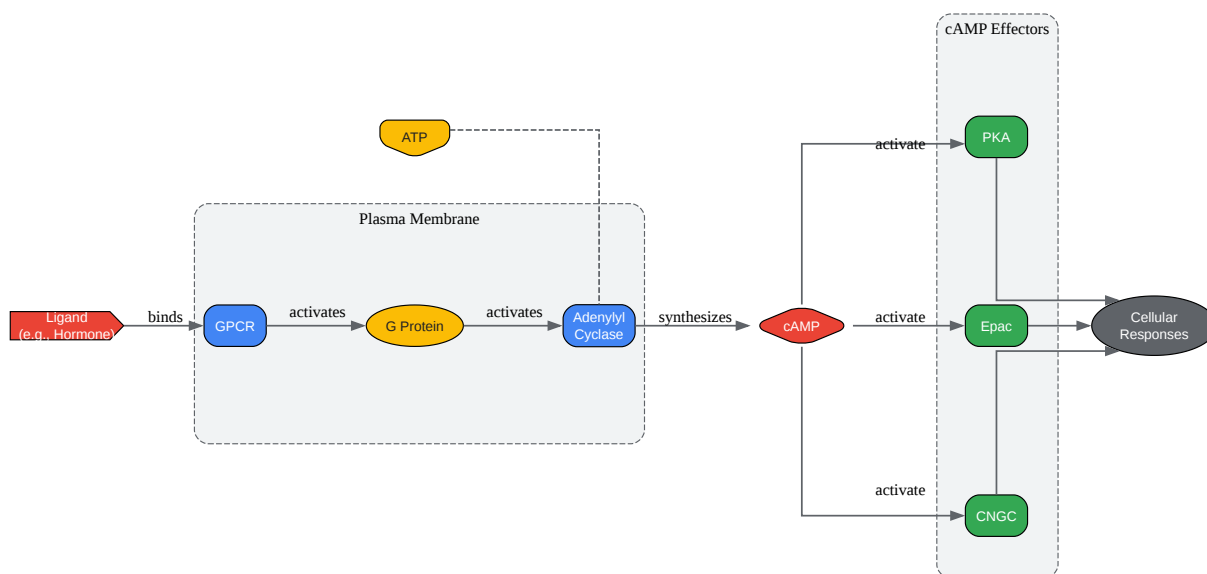 cAMP Effectors
ATP
PKA
activate
Plasma Membrane
Ligand
(e.g., Hormone)
binds
GPCR
activates
G Protein
activates
Adenylyl
Cyclase
synthesizes
cAMP
activate
Epac
Cellular
Responses
activate
CNGC